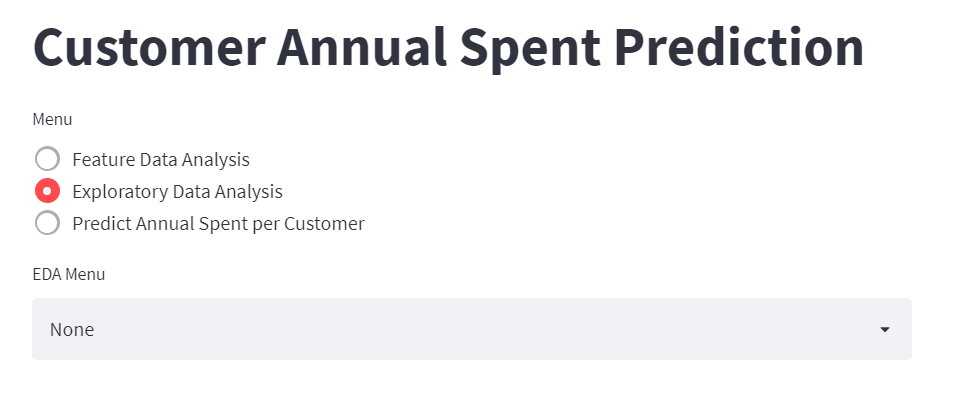 Customer Annual Spent Prediction
Menu
Feature Data Analysis
Exploratory Data Analysis
Predict Annual Spent per Customer
EDA Menu
None